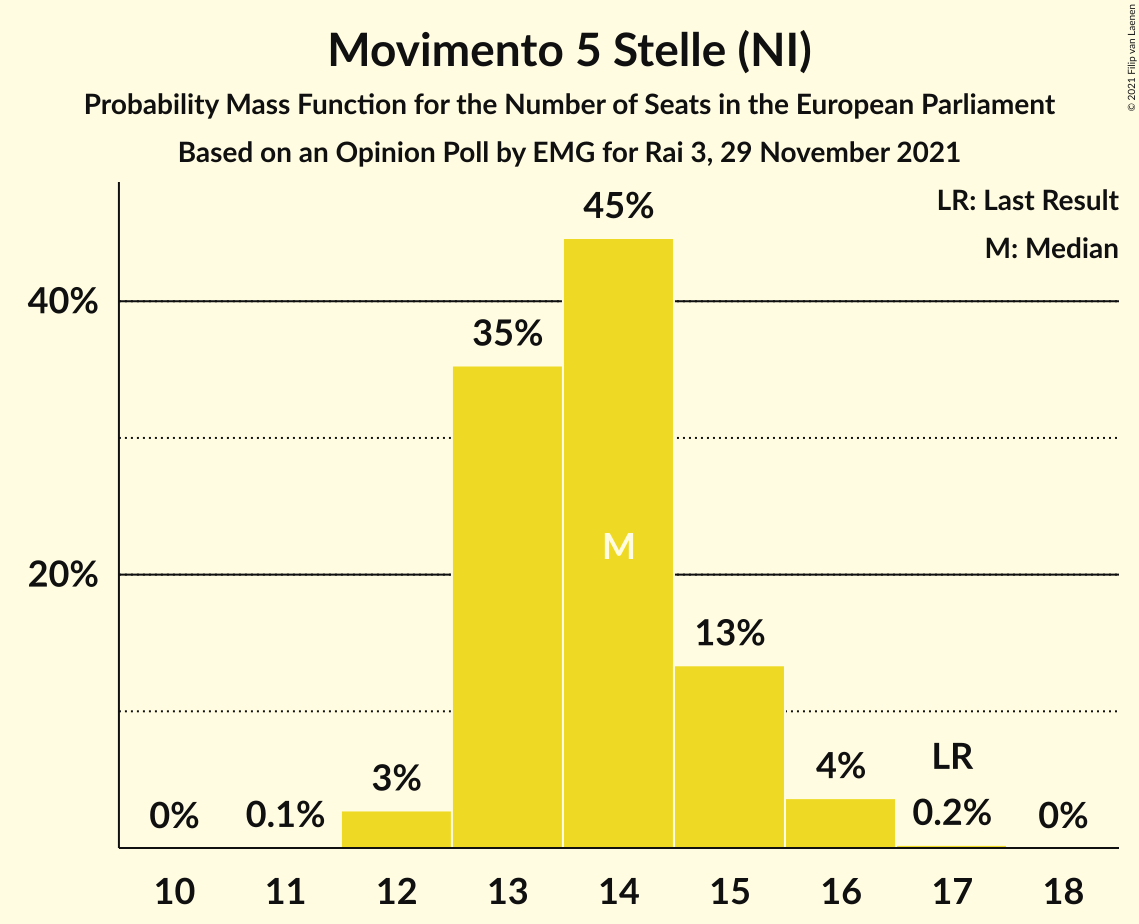 Movimento 5 Stelle (NI)
Probability Mass Function for the Number of Seats in the European Parliament
Based on an Opinion Poll by EMG for Rai 3, 29 November 2021
© 2021 Filip van Laenen
LR: Last Result
M: Median
45%
40%
35%
M
20%
13%
LR
4%
3%
0%
0.1%
0.2%
0%
10 11 12 13 14 15 16 17 18